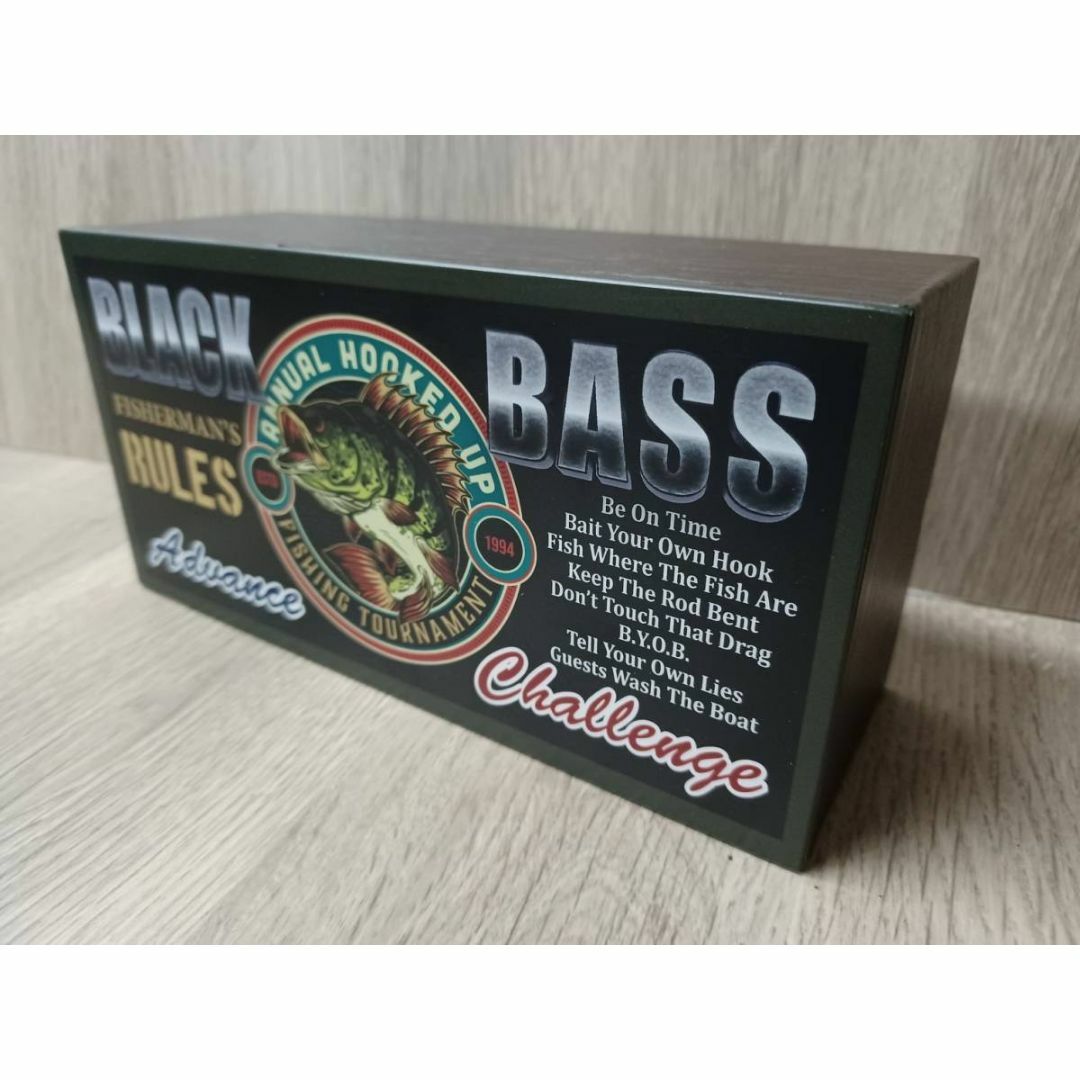 BLACK
BASS
FISHERMAN'S
RULES
Advance
ANNUAL HOOKED UP
ESTD
1994
FISHING TOURNAMENT
Be On Time
Bait Your Own Hook
Fish Where The Fish Are
Keep The Rod Bent
Don't Touch That Drag
B.Y.O.B.
Tell Your Own Lies
Guests Wash The Boat
Challenge